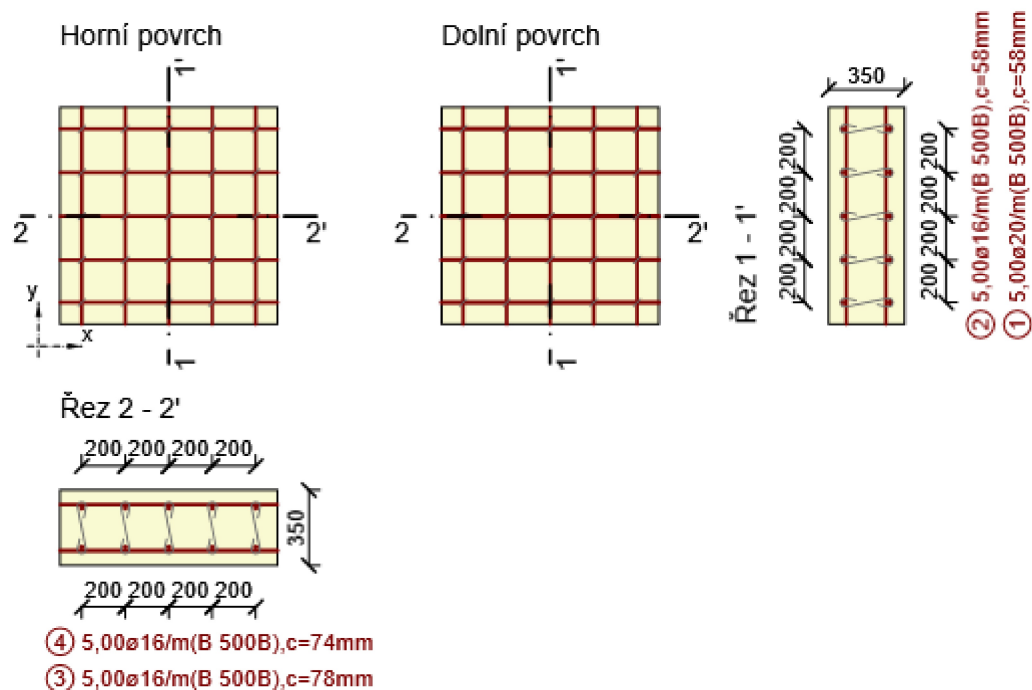 Horní povrch
1'
2
2'
y
x
1
Dolní povrch
1'
2
2'
1
Řez 1 - 1'
350
200
200
200
200
200
200
200
200
② 5,00ø16/m(B 500B),c=58mm
① 5,00ø20/m(B 500B),c=58mm
Řez 2 - 2'
200 200 200 200
350
200 200 200 200
④ 5,00ø16/m(B 500B),c=74mm
③ 5,00ø16/m(B 500B),c=78mm